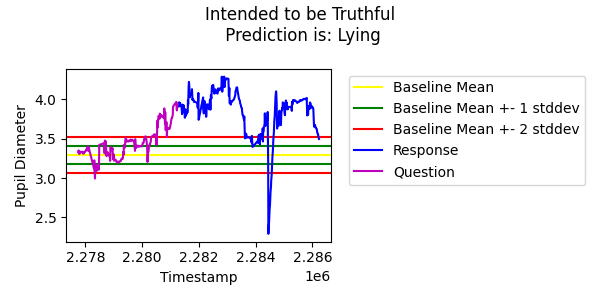 Intended to be Truthful
Prediction is: Lying
Pupil Diameter
4.0
3.5
3.0
2.5
2.278
2.280
2.282
2.284
2.286
1e6
Timestamp
Baseline Mean
Baseline Mean +- 1 stddev
Baseline Mean +- 2 stddev
Response
Question